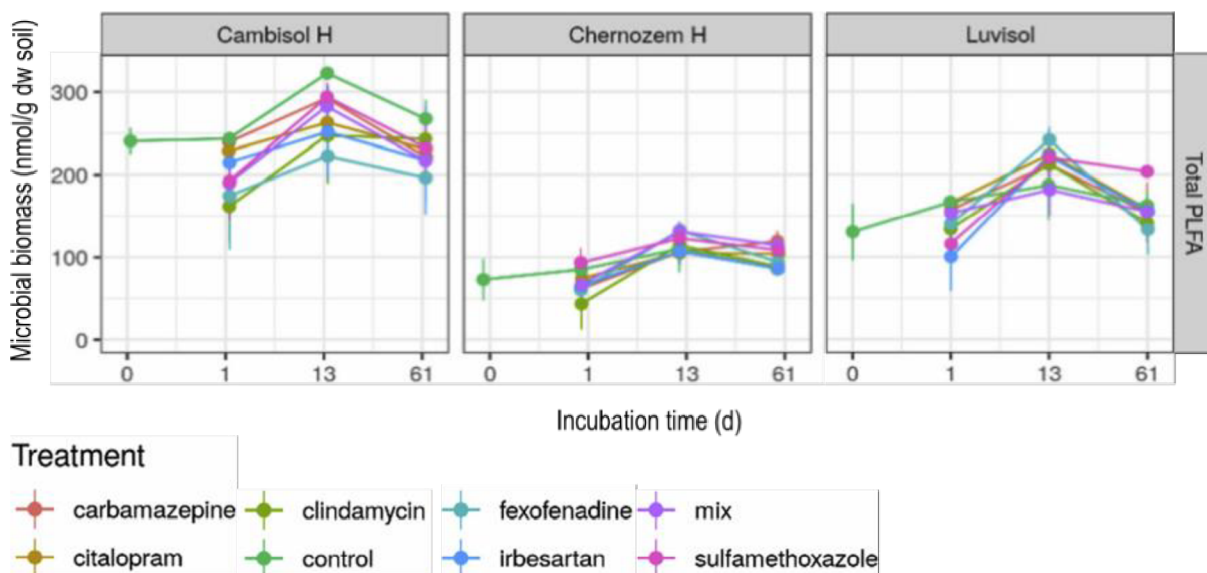 Microbial biomass (nmol/g dw soil)
Cambisol H
Chernozem H
Luvisol
300
200
100
0
Total PLFA
0 1 13 61
0 1 13 61
0 1 13 61
Incubation time (d)
Treatment
carbamazepine clindamycin fexofenadine mix
citalopram control irbesartan sulfamethoxazole